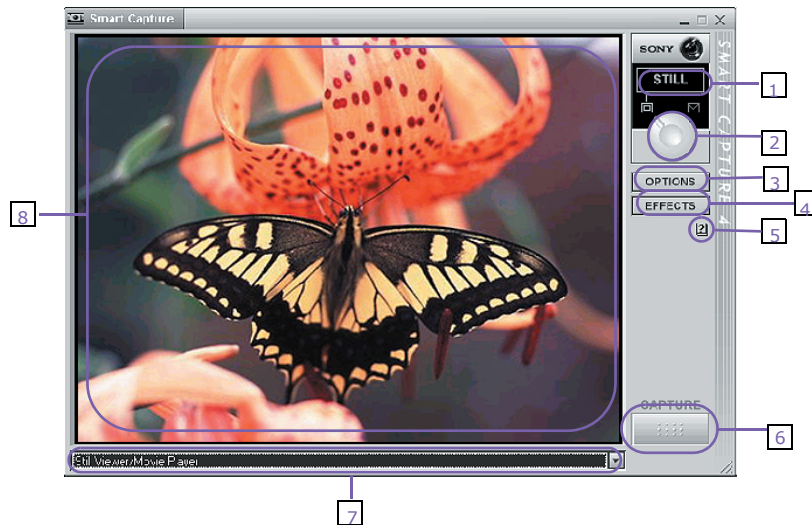 Smart Capture
SONY
STILL
1
2
OPTIONS
3
EFFECTS
4
SMART CAPTURE 4
5
8
CAPTURE
6
Still Viewer/Movie Player
7